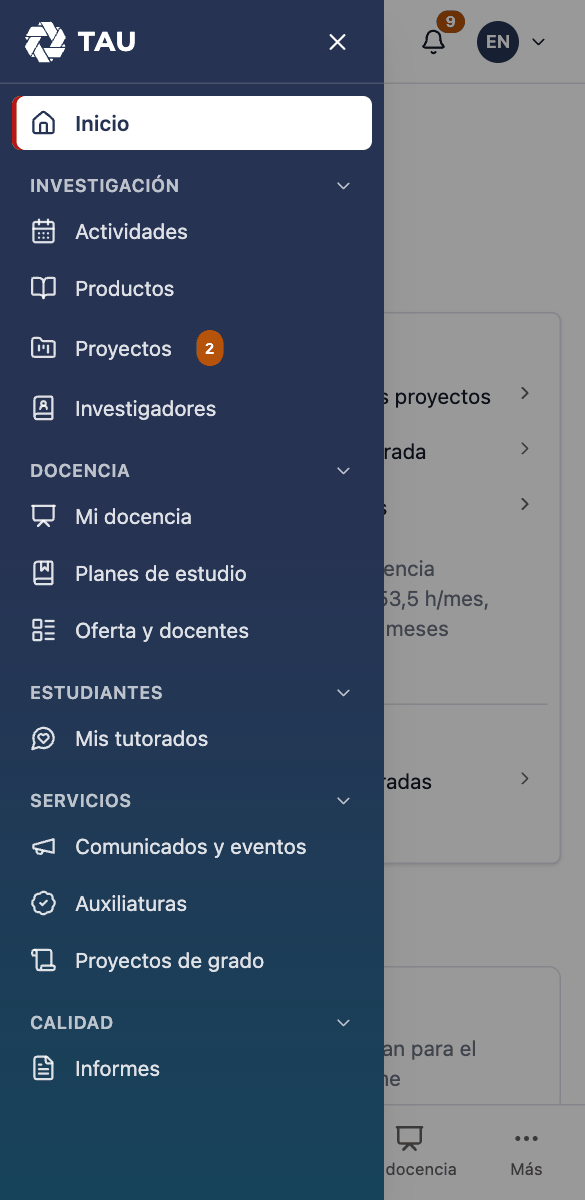 TAU
9
EN
Inicio
INVESTIGACIÓN
Actividades
Productos
Proyectos 2
s proyectos
Investigadores
rada
DOCENCIA
Mi docencia
Planes de estudio
encia
53,5 h/mes,
Oferta y docentes
meses
ESTUDIANTES
Mis tutorados
radas
SERVICIOS
Comunicados y eventos
Auxiliaturas
Proyectos de grado
CALIDAD
an para el
Informes
ne
docencia
Más